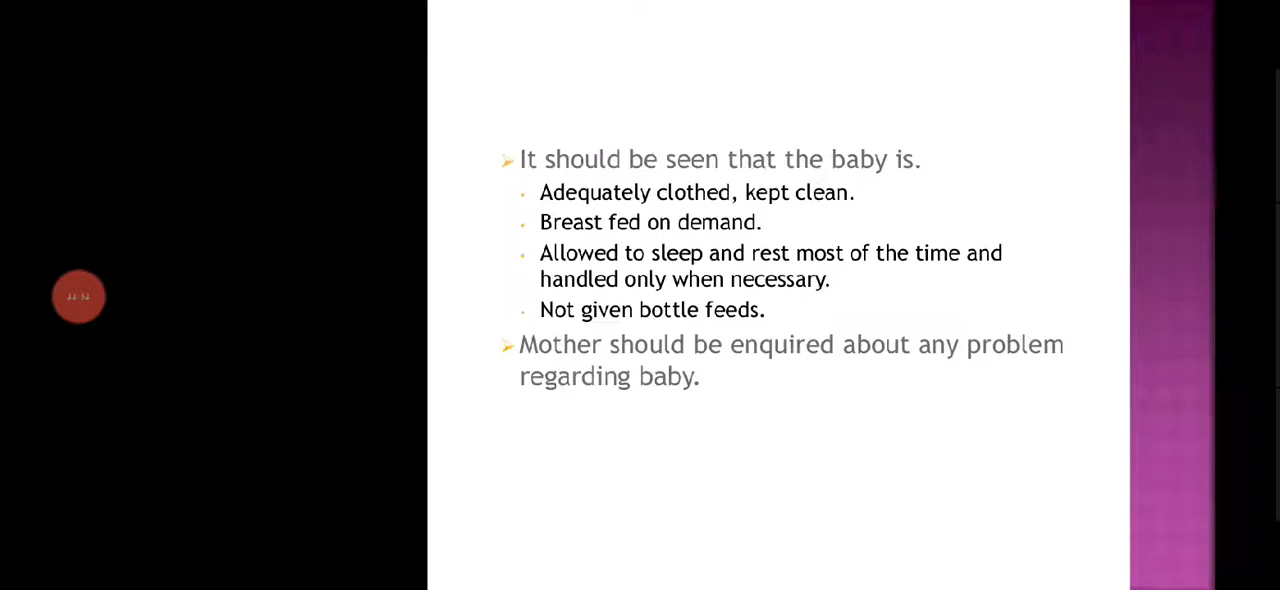 It should be seen that the baby is.
Adequately clothed, kept clean.
Breast fed on demand.
Allowed to sleep and rest most of the time and
handled only when necessary.
Not given bottle feeds.
Mother should be enquired about any problem
regarding baby.